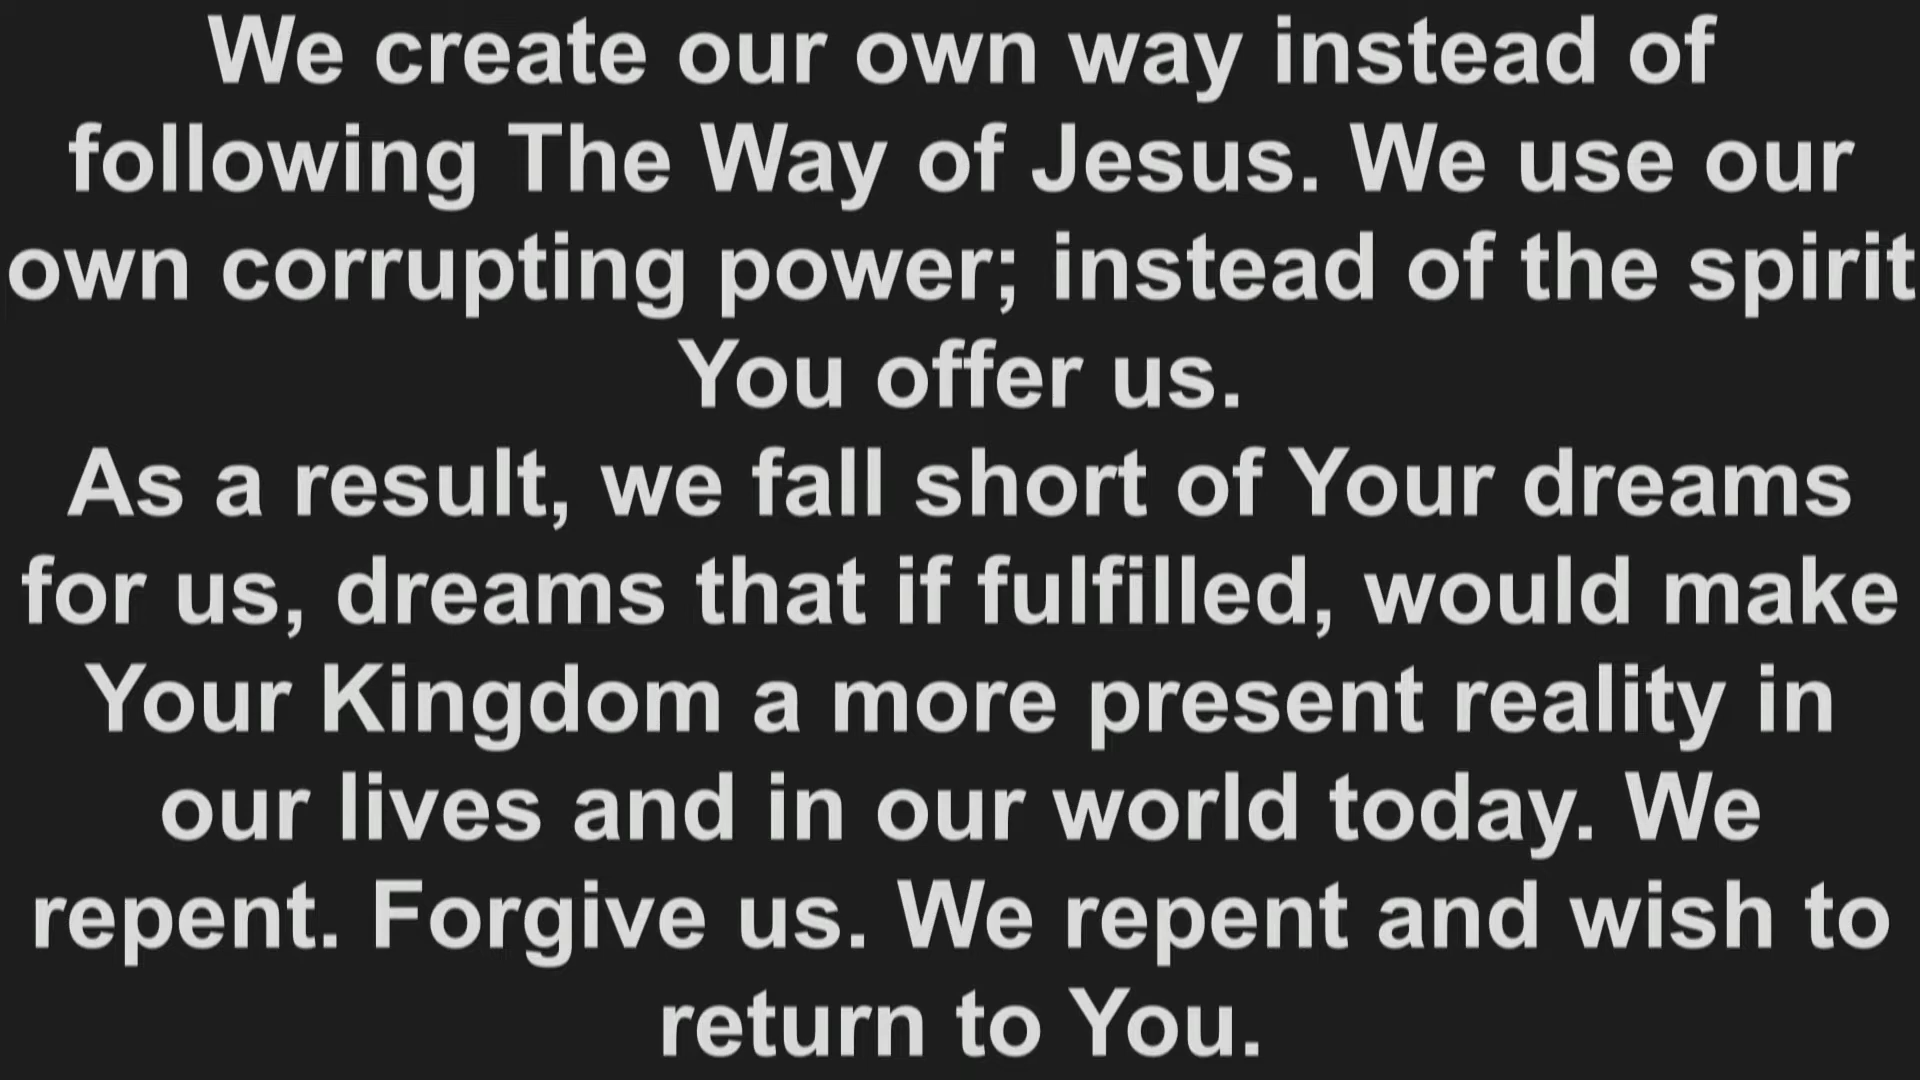 We create our own way instead of
following The Way of Jesus. We use our
own corrupting power; instead of the spirit
You offer us.
As a result, we fall short of Your dreams
for us, dreams that if fulfilled, would make
Your Kingdom a more present reality in
our lives and in our world today. We
repent. Forgive us. We repent and wish to
return to You.